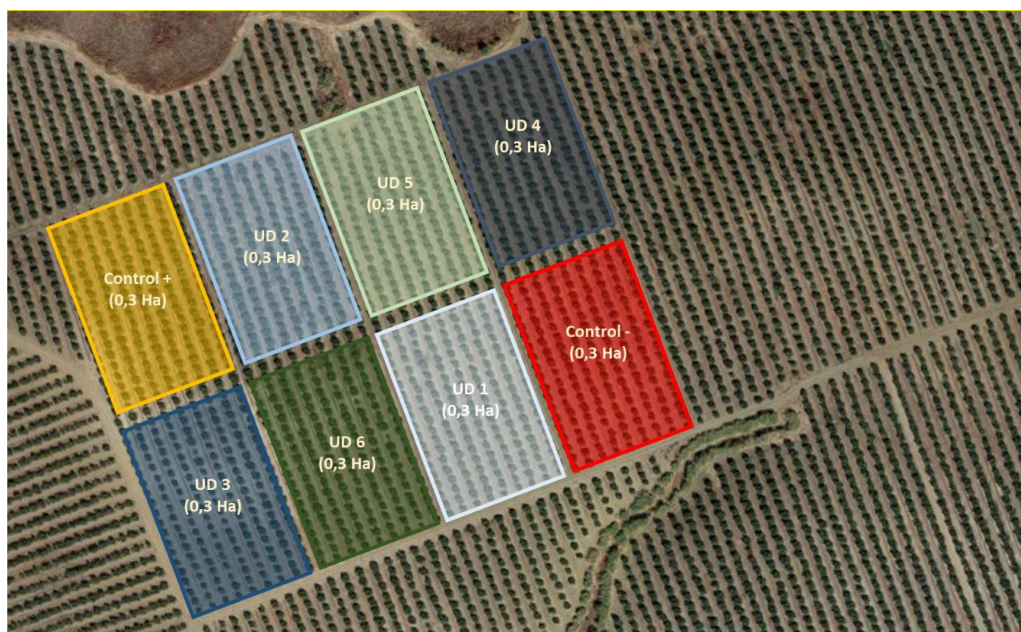 UD 4
(0,3 Ha)
UD 5
(0,3 Ha)
UD 2
(0,3 Ha)
Control +
(0,3 Ha)
Control -
(0,3 Ha)
UD 1
(0,3 Ha)
UD 6
(0,3 Ha)
UD 3
(0,3 Ha)